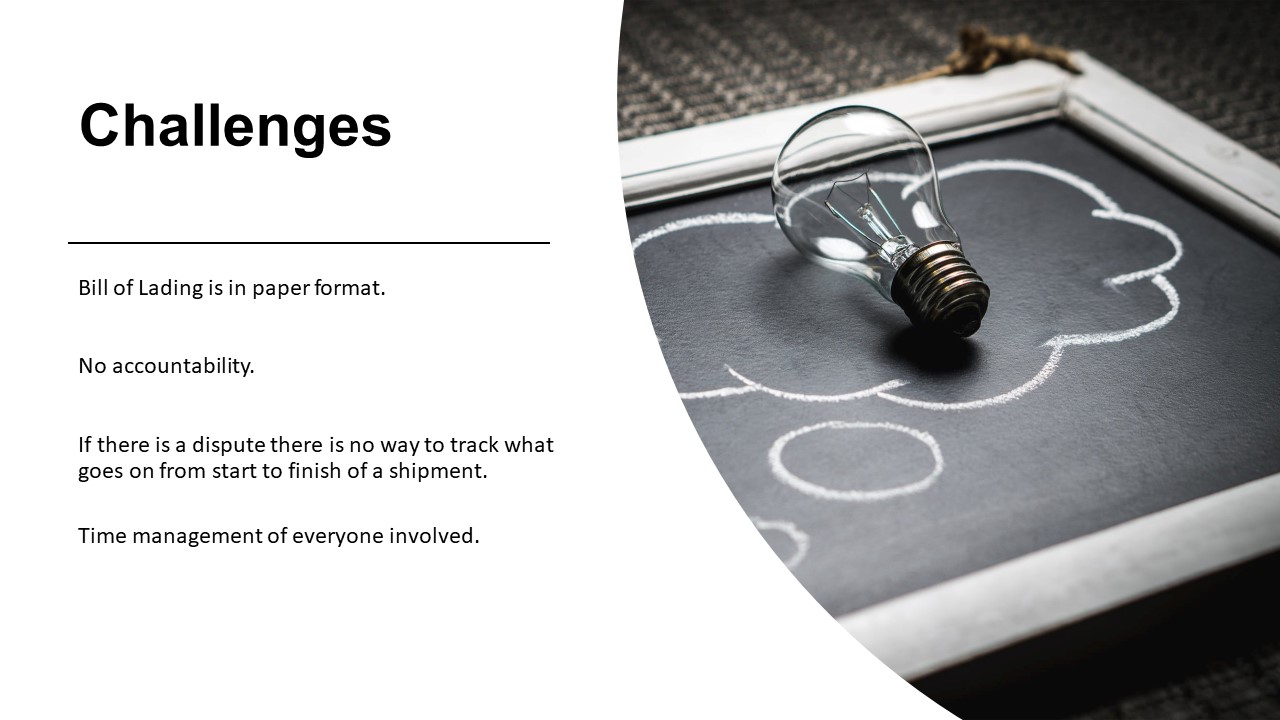 Challenges
Bill of Lading is in paper format.
No accountability.
If there is a dispute there is no way to track what
goes on from start to finish of a shipment.
Time management of everyone involved.